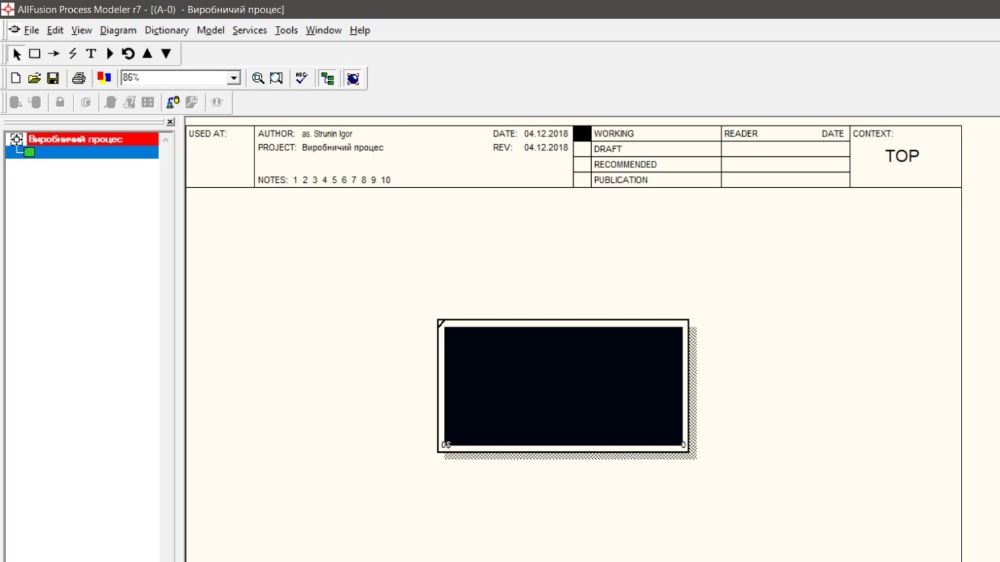 AllFusion Process Modeler r7 - [(A-0) - Виробничий процес]
File Edit View Diagram Dictionary Model Services Tools Window Help
T
86%
ABC
Виробничий процес
USED AT:
AUTHOR: as. Strunin Igor
DATE: 04.12.2018
PROJECT: Виробничий процес
REV: 04.12.2018
NOTES: 1 2 3 4 5 6 7 8 9 10
WORKING
DRAFT
RECOMMENDED
PUBLICATION
READER DATE
CONTEXT:
TOP
0$ 0